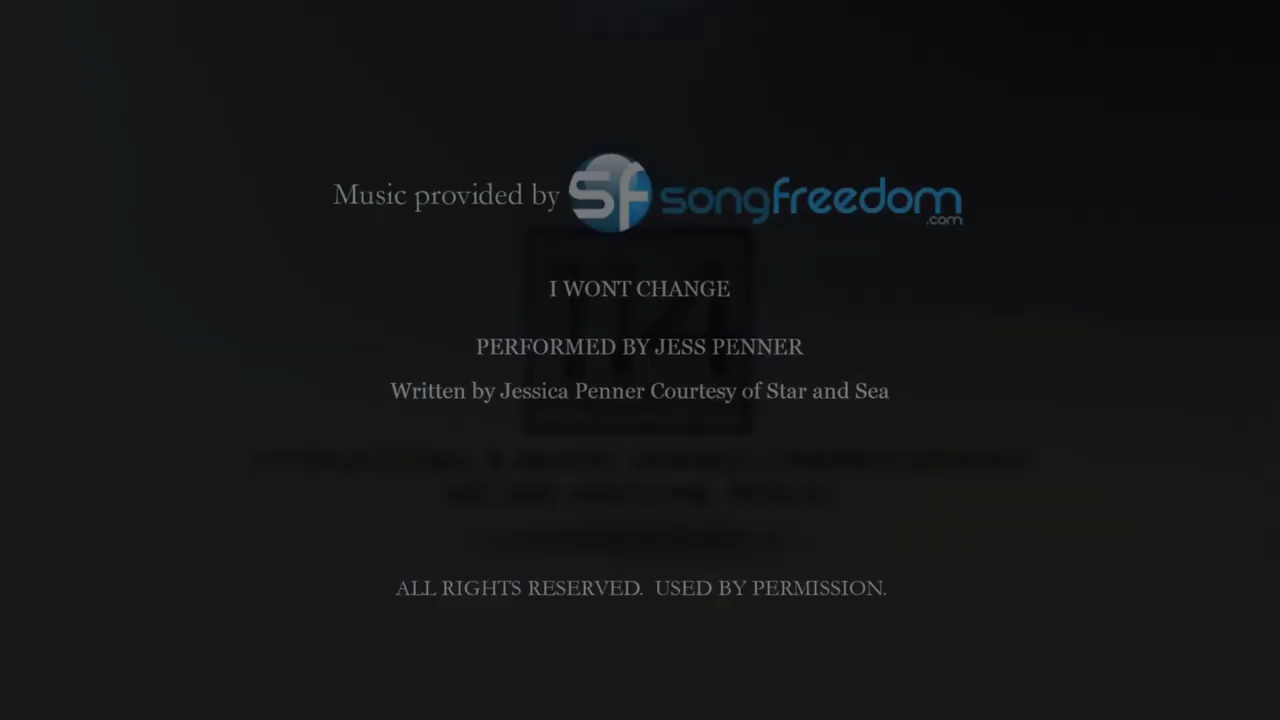 Music provided by SF songfreedom
.com
I WONT CHANGE
PERFORMED BY JESS PENNER
Written by Jessica Penner Courtesy of Star and Sea
ALL RIGHTS RESERVED. USED BY PERMISSION.